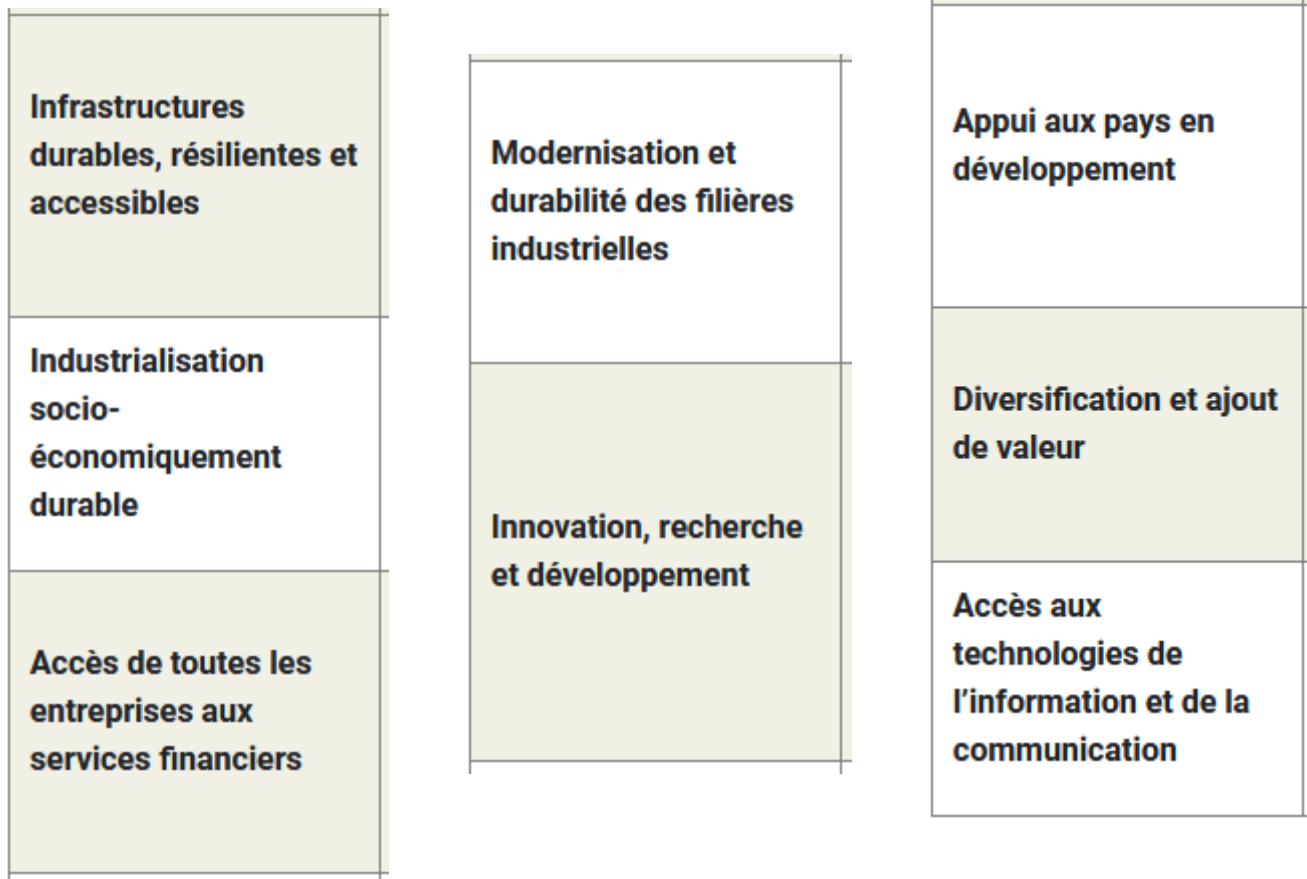 Infrastructures
durables, résilientes et
accessibles
Industrialisation
socio-
économiquement
durable
Accès de toutes les
entreprises aux
services financiers
Modernisation et
durabilité des filières
industrielles
Innovation, recherche
et développement
Appui aux pays en
développement
Diversification et ajout
de valeur
Accès aux
technologies de
l’information et de la
communication